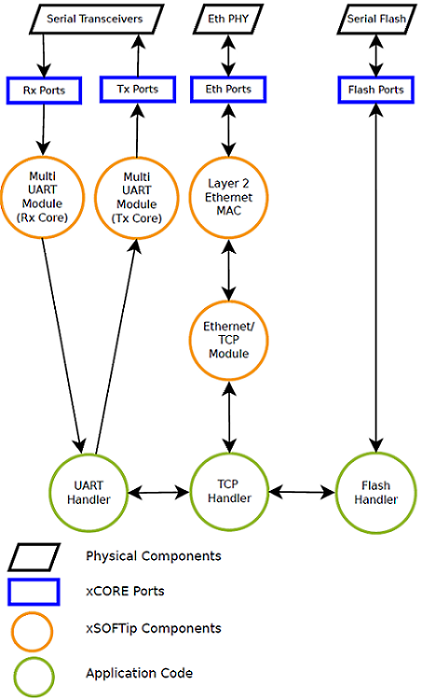 Serial Transceivers
Eth PHY
Serial Flash
Rx Ports
Tx Ports
Eth Ports
Flash Ports
Multi
UART
Module
(Rx Core)
Multi
UART
Module
(Tx Core)
Layer 2
Ethernet
MAC
Ethernet/
TCP
Module
UART
Handler
TCP
Handler
Flash
Handler
Physical Components
xCORE Ports
xSOFTip Components
Application Code